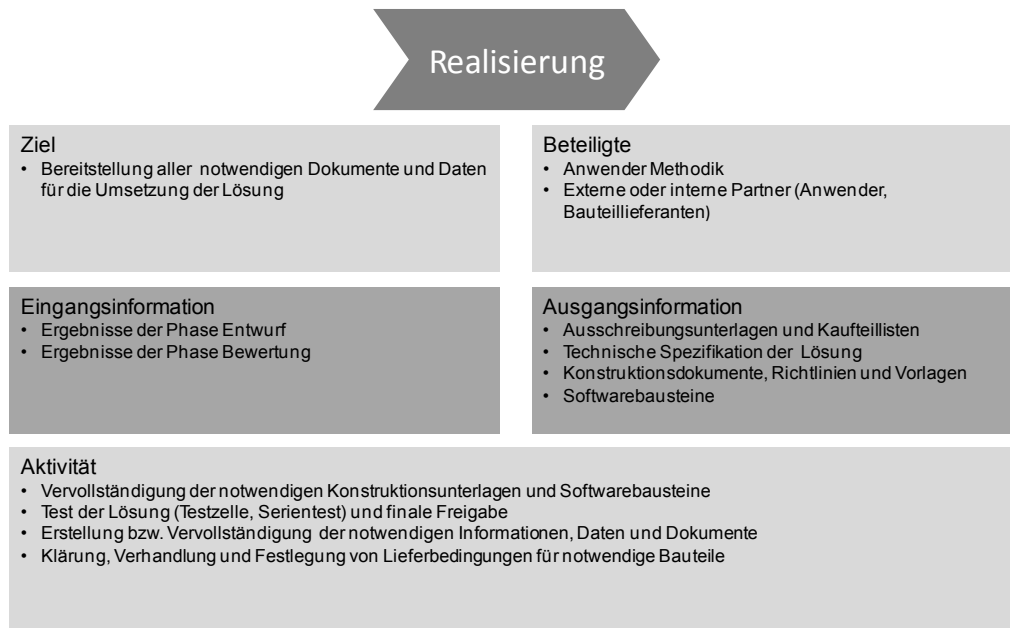 Realisierung
Ziel
• Bereitstellung aller notwendigen Dokumente und Daten
für die Umsetzung der Lösung
Beteiligte
• Anwender Methodik
• Externe oder interne Partner (Anwender,
Bauteillieferanten)
Eingangsinformation
• Ergebnisse der Phase Entwurf
• Ergebnisse der Phase Bewertung
Ausgangsinformation
• Ausschreibungsunterlagen und Kaufteillisten
• Technische Spezifikation der Lösung
• Konstruktionsdokumente, Richtlinien und Vorlagen
• Softwarebausteine
Aktivität
• Vervollständigung der notwendigen Konstruktionsunterlagen und Softwarebausteine
• Test der Lösung (Testzelle, Serientest) und finale Freigabe
• Erstellung bzw. Vervollständigung der notwendigen Informationen, Daten und Dokumente
• Klärung, Verhandlung und Festlegung von Lieferbedingungen für notwendige Bauteile